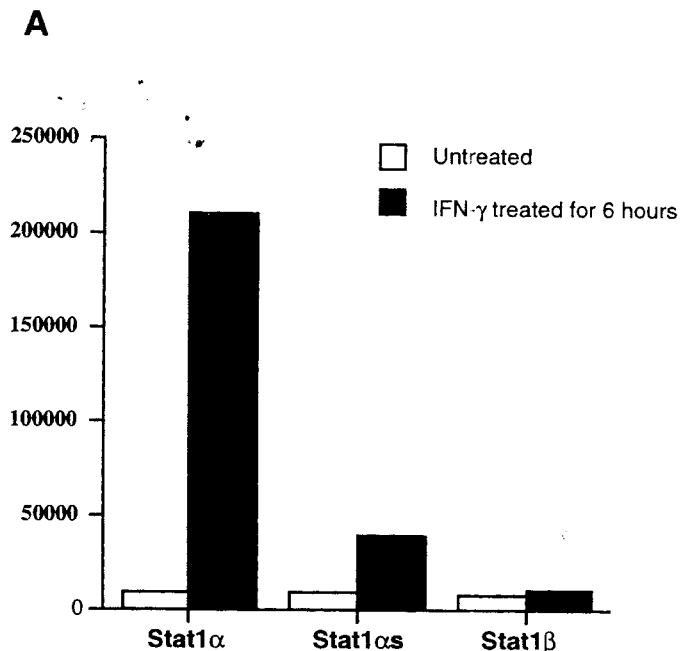 A
250000
200000
150000
100000
50000
0
Untreated
IFN-γ treated for 6 hours
Stat1α
Stat1αs
Stat1β